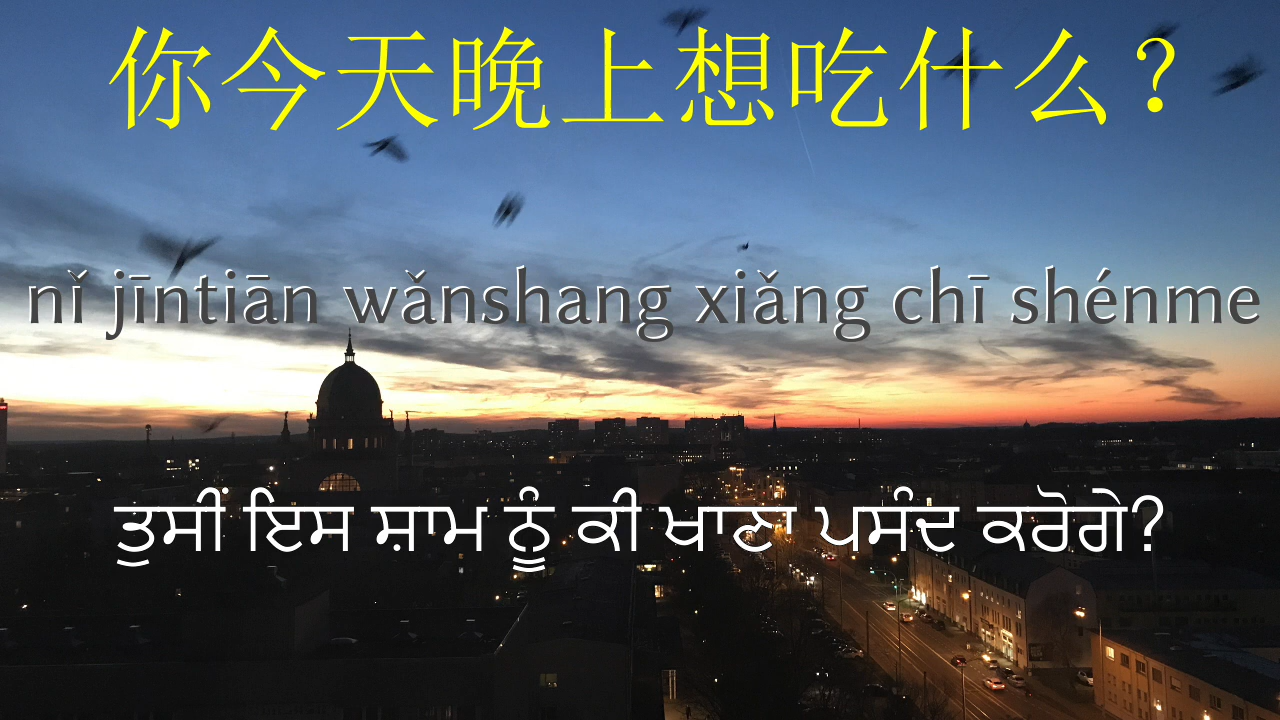 你今天晚上想吃什么？
nǐ jīntiān wǎnshang xiǎng chī shénme
ਤੁਸੀਂ ਇਸ ਸ਼ਾਮ ਨੂੰ ਕੀ ਖਾਣਾ ਪਸੰਦ ਕਰੋਗੇ?